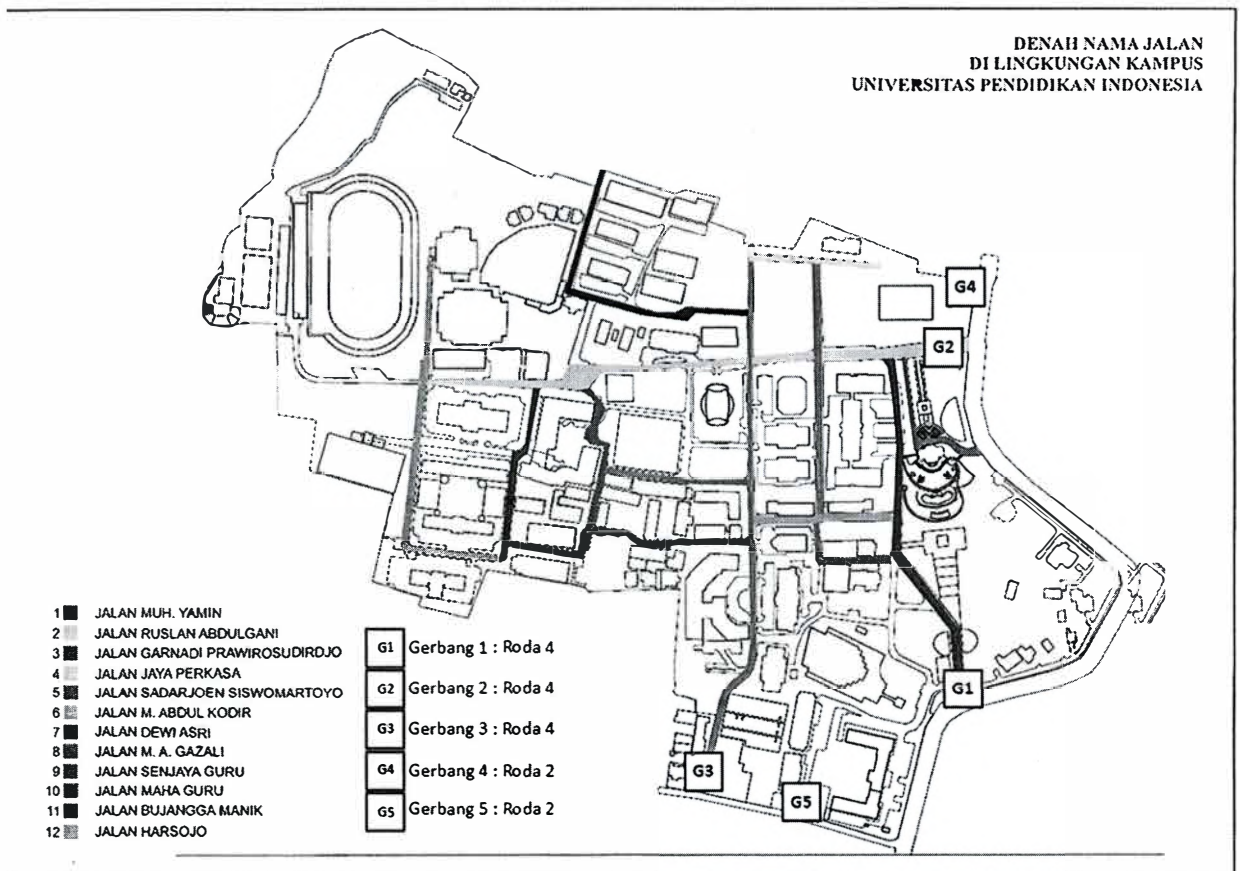 DENAH NAMA JALAN
DI LINGKUNGAN KAMPUS
UNIVERSITAS PENDIDIKAN INDONESIA
G4
G2
G1
G3
G5
1 JALAN MUH. YAMIN
2 JALAN RUSLAN ABDULGANI
3 JALAN GARNADI PRAWIROSUDIRDJO
4 JALAN JAYA PERKASA
5 JALAN SADARJOEN SISWOMARTOYO
6 JALAN M. ABDUL KODIR
7 JALAN DEWI ASRI
8 JALAN M. A. GAZALI
9 JALAN SENJAYA GURU
10 JALAN MAHA GURU
11 JALAN BUJANGGA MANIK
12 JALAN HARSOJO
G1 Gerbang 1 : Roda 4
G2 Gerbang 2 : Roda 4
G3 Gerbang 3 : Roda 4
G4 Gerbang 4 : Roda 2
G5 Gerbang 5 : Roda 2